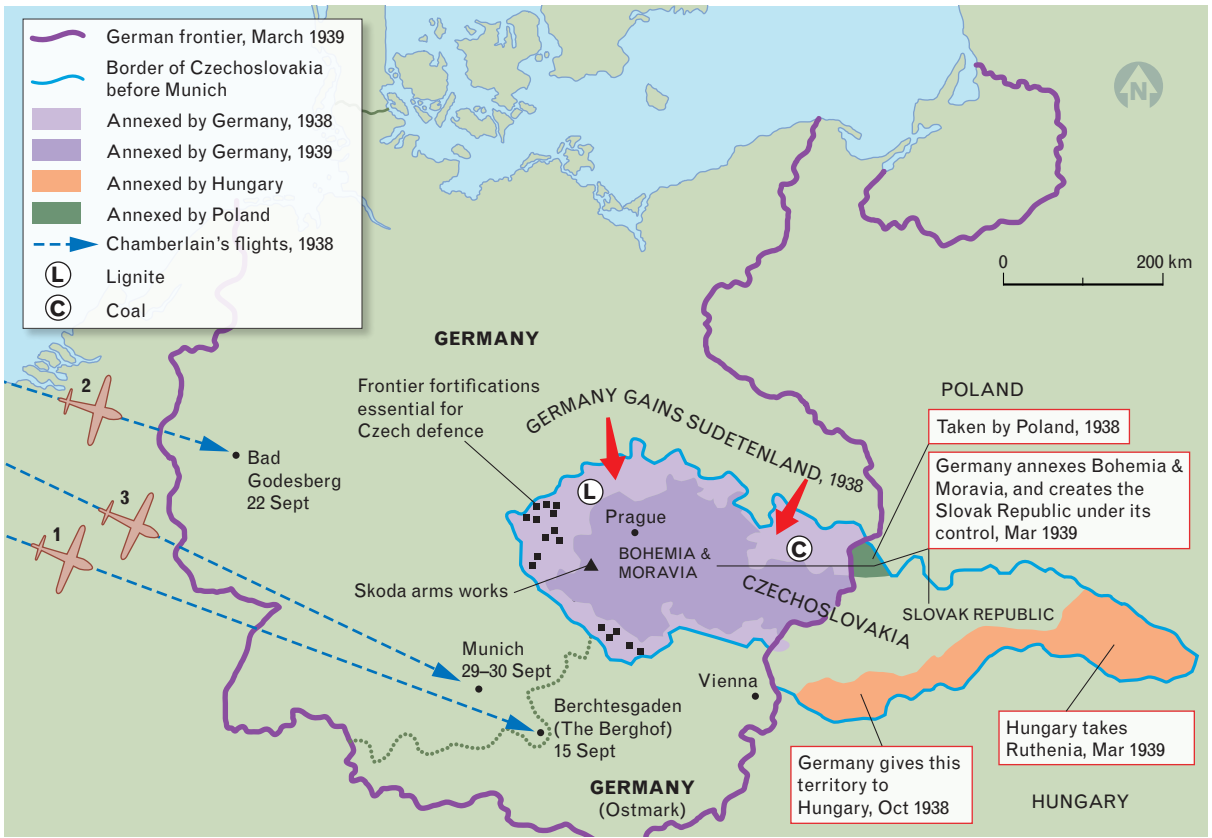 German frontier, March 1939
Border of Czechoslovakia
before Munich
Annexed by Germany, 1938
Annexed by Germany, 1939
Annexed by Hungary
Annexed by Poland
Chamberlain's flights, 1938
L Lignite
C Coal
N
0 200 km
GERMANY
2
Bad
Godesberg
22 Sept
3
1
Frontier fortifications
essential for
Czech defence
GERMANY GAINS SUDETENLAND, 1938
L
Prague
C
BOHEMIA &
MORAVIA
Skoda arms works
CZECHOSLOVAKIA
POLAND
Taken by Poland, 1938
Germany annexes Bohemia &
Moravia, and creates the
Slovak Republic under its
control, Mar 1939
SLOVAK REPUBLIC
Munich
29–30 Sept
Berchtesgaden
(The Berghof)
15 Sept
Vienna
GERMANY
(Ostmark)
Germany gives this
territory to
Hungary, Oct 1938
Hungary takes
Ruthenia, Mar 1939
HUNGARY